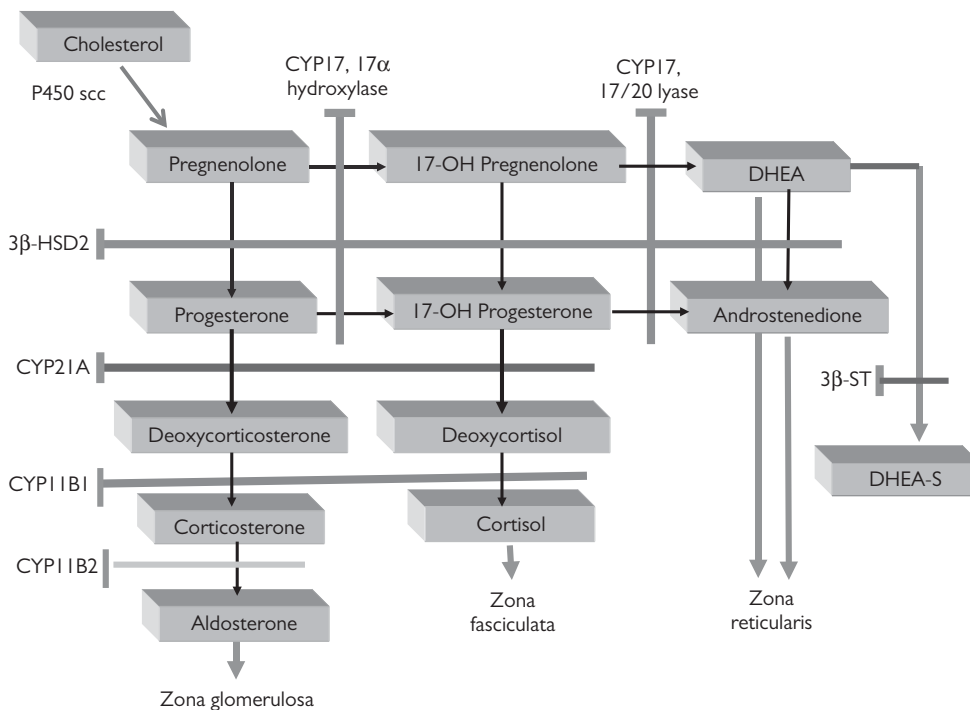 Cholesterol
P450 scc
CYP17, 17α
hydroxylase
CYP17,
17/20 lyase
Pregnenolone
17-OH Pregnenolone
DHEA
3β-HSD2
Progesterone
17-OH Progesterone
Androstenedione
CYP21A
3β-ST
Deoxycorticosterone
Deoxycortisol
DHEA-S
CYP11B1
Corticosterone
Cortisol
CYP11B2
Zona
fasciculata
Zona
reticularis
Aldosterone
Zona glomerulosa